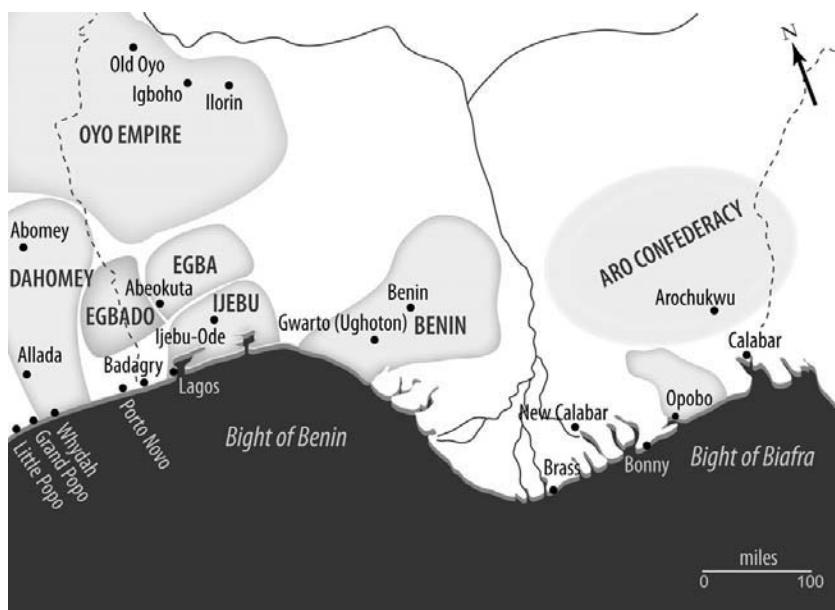 N
Old Oyo
Igboho
Ilorin
OYO EMPIRE
Abomey
DAHOMEY
EGBA
Abeokuta
EGBADO
IJEBU
Ijebu-Ode
Allada
Badagry
Lagos
Porto Novo
Whydah
Grand Popo
Little Popo
Benin
Gwarto (Ughoton)
BENIN
ARO CONFEDERACY
Arochukwu
Calabar
Opobo
New Calabar
Bonny
Brass
Bight of Benin
Bight of Biafra
miles
0 100